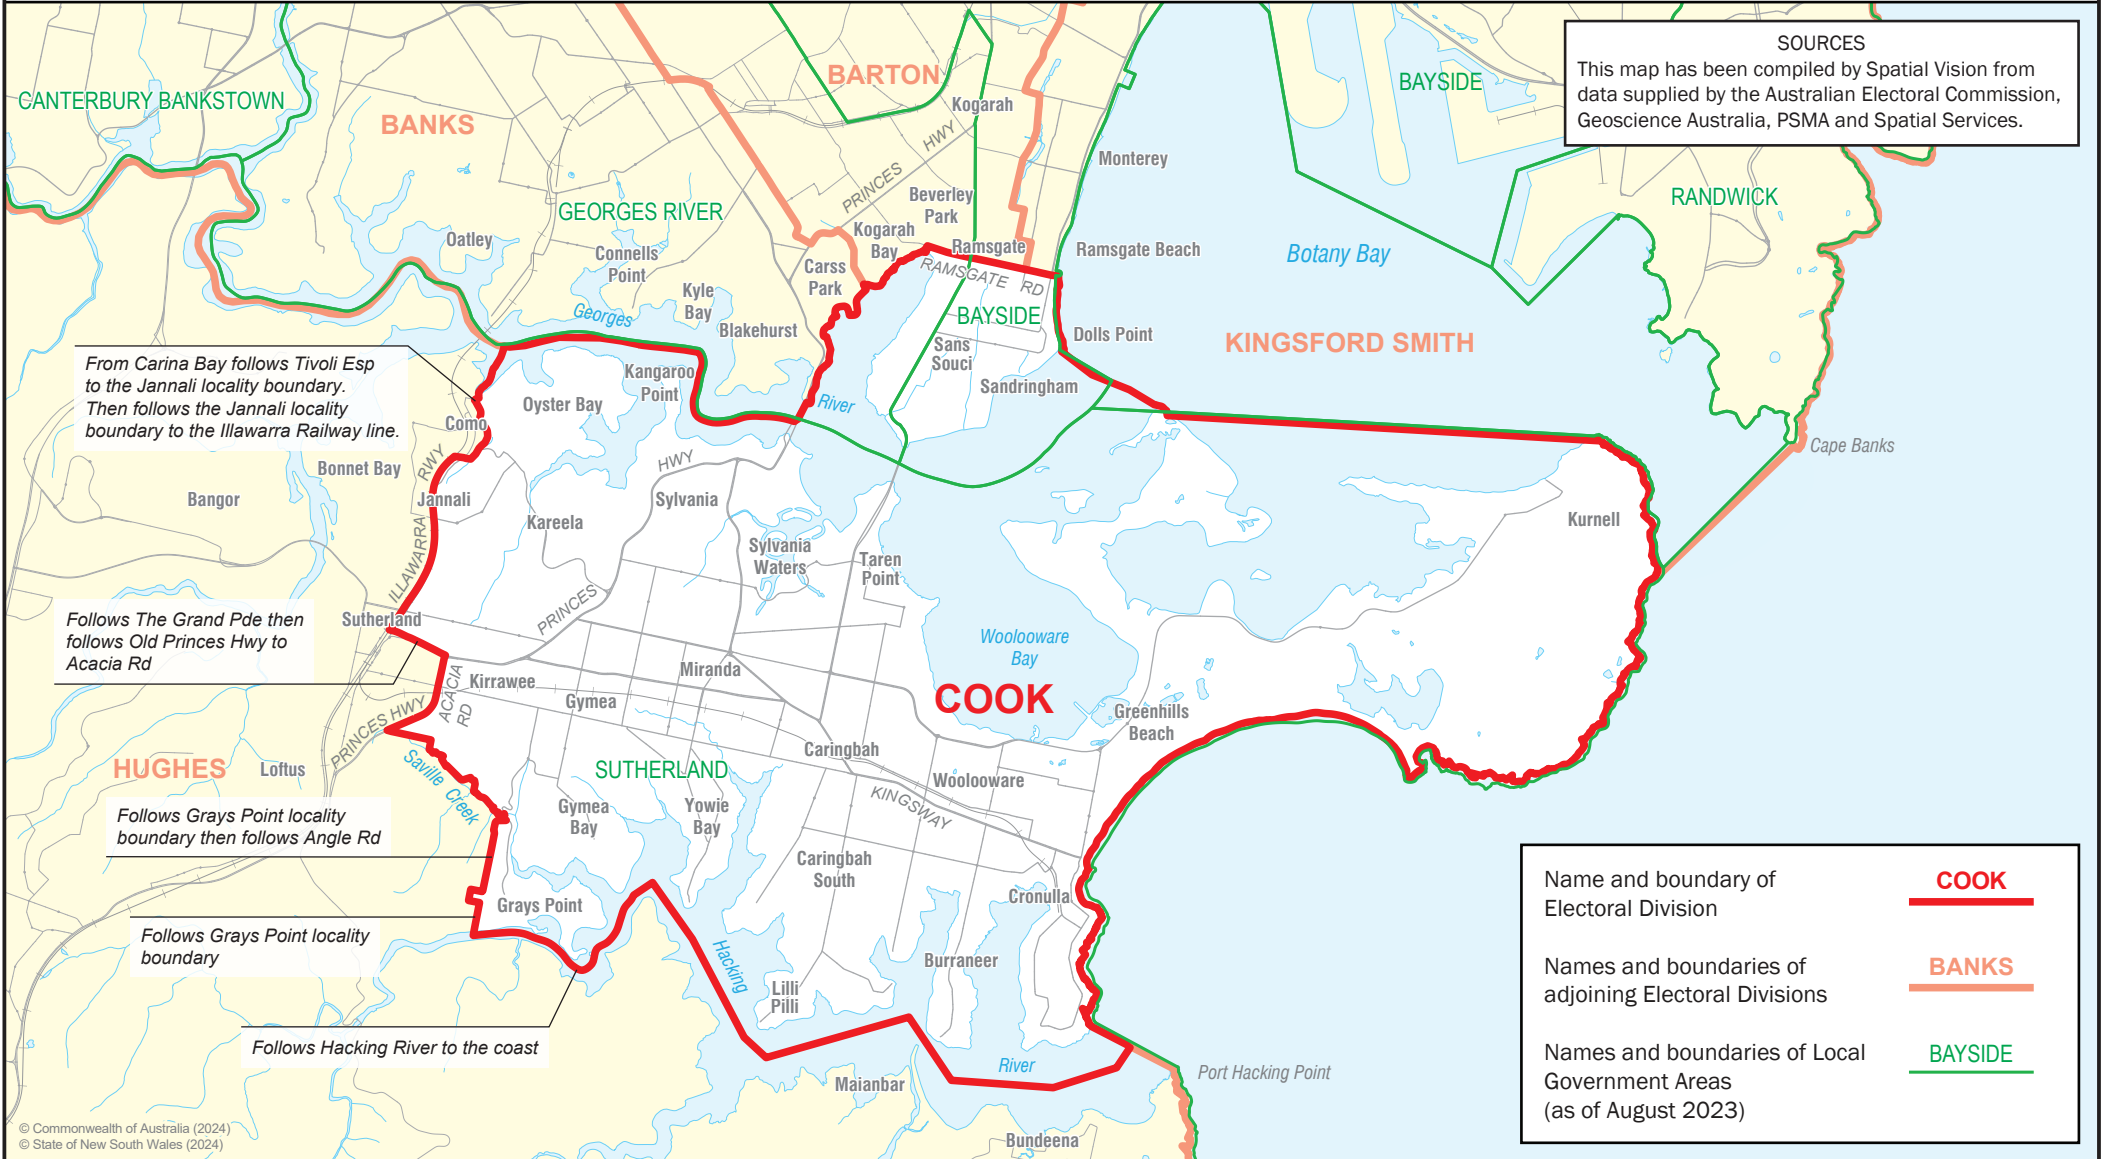 SOURCES
This map has been compiled by Spatial Vision from
data supplied by the Australian Electoral Commission,
Geoscience Australia, PSMA and Spatial Services.
CANTERBURY BANKSTOWN
BANKS
BARTON
BAYSIDE
Kogarah
PRINCES HWY
Monterey
RANDWICK
GEORGES RIVER
Beverley
Park
Kogarah
Bay
Oatley
Connells
Point
Carss
Park
Ramsgate
Ramsgate Beach
RAMSGATE RD
Botany Bay
Kyle
Bay
Georges
Blakehurst
BAYSIDE
Dolls Point
KINGSFORD SMITH
Sans
Souci
Sandringham
From Carina Bay follows Tivoli Esp
to the Jannali locality boundary.
Then follows the Jannali locality
boundary to the Illawarra Railway line.
Kangaroo
Point
Oyster Bay
River
Como
Cape Banks
Bonnet Bay
Bangor
ILLAWARRA RWY
Jannali
HWY
Sylvania
Kareela
Kurnell
Sylvania
Waters
Taren
Point
PRINCES
Follows The Grand Pde then
follows Old Princes Hwy to
Acacia Rd
Sutherland
Woolooware
Bay
Miranda
Kirrawee
ACACIA
RD
Gymea
COOK
Greenhills
Beach
PRINCES HWY
Caringbah
HUGHES
Loftus
Saville Creek
SUTHERLAND
Woolooware
KINGSWAY
Gymea
Bay
Yowie
Bay
Follows Grays Point locality
boundary then follows Angle Rd
Caringbah
South
Cronulla
Grays Point
Follows Grays Point locality
boundary
Hacking
Burraneer
Lilli
Pilli
Follows Hacking River to the coast
River
Port Hacking Point
Maianbar
Bundeena
Name and boundary of
Electoral Division
COOK
Names and boundaries of
adjoining Electoral Divisions
BANKS
Names and boundaries of Local
Government Areas
(as of August 2023)
BAYSIDE
© Commonwealth of Australia (2024)
© State of New South Wales (2024)